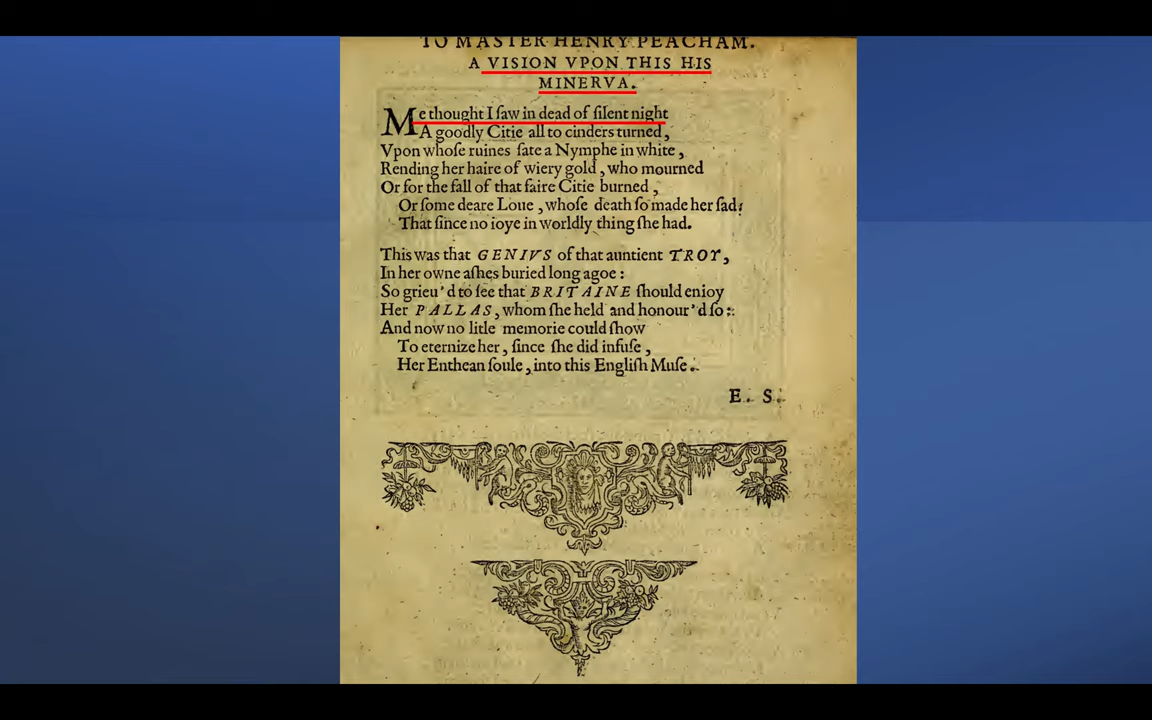 TO MASTER HENRY PEACHAM.
A VISION VPON THIS HIS
MINERVA.
Me thought I ſaw in dead of ſilent night
A goodly Citie all to cinders turned,
Vpon whoſe ruines ſate a Nymphe in white,
Rending her haire of wiery gold, who mourned
Or for the fall of that faire Citie burned,
Or ſome deare Loue, whoſe death ſo made her ſad:
That ſince no ioye in worldly thing ſhe had.
This was that GENIVS of that auntient TROY,
In her owne aſhes buried long agoe:
So grieu'd to ſee that BRITAINE ſhould enioy
Her PALLAS, whom ſhe held and honour'd ſo:
And now no litle memorie could ſhow
To eternize her, ſince ſhe did infuſe,
Her Enthean ſoule, into this Engliſh Muſe.
E. S.